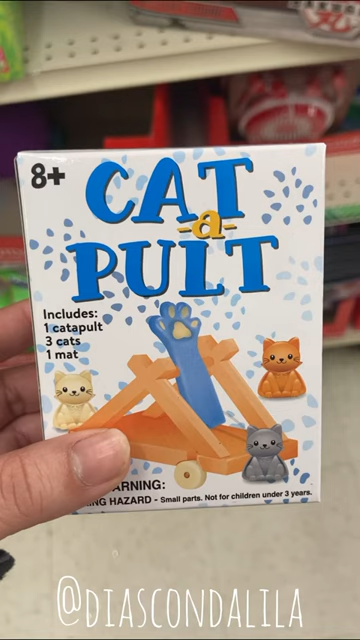 8+
CAT
-a-
PULT
Includes:
1 catapult
3 cats
1 mat
HAZARD - Small parts. Not for children under 3 years.
@DIASCONDALILA